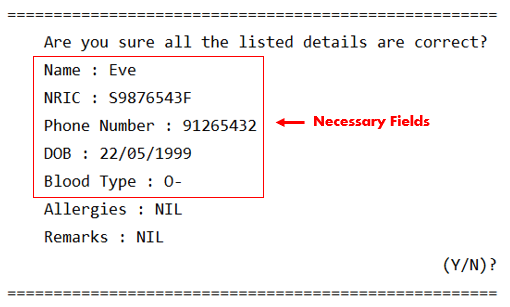 =====================================================
Are you sure all the listed details are correct?
Name : Eve
NRIC : S9876543F
Phone Number : 91265432
Necessary Fields
DOB : 22/05/1999
Blood Type : O-
Allergies : NIL
Remarks : NIL
(Y/N)?
=====================================================